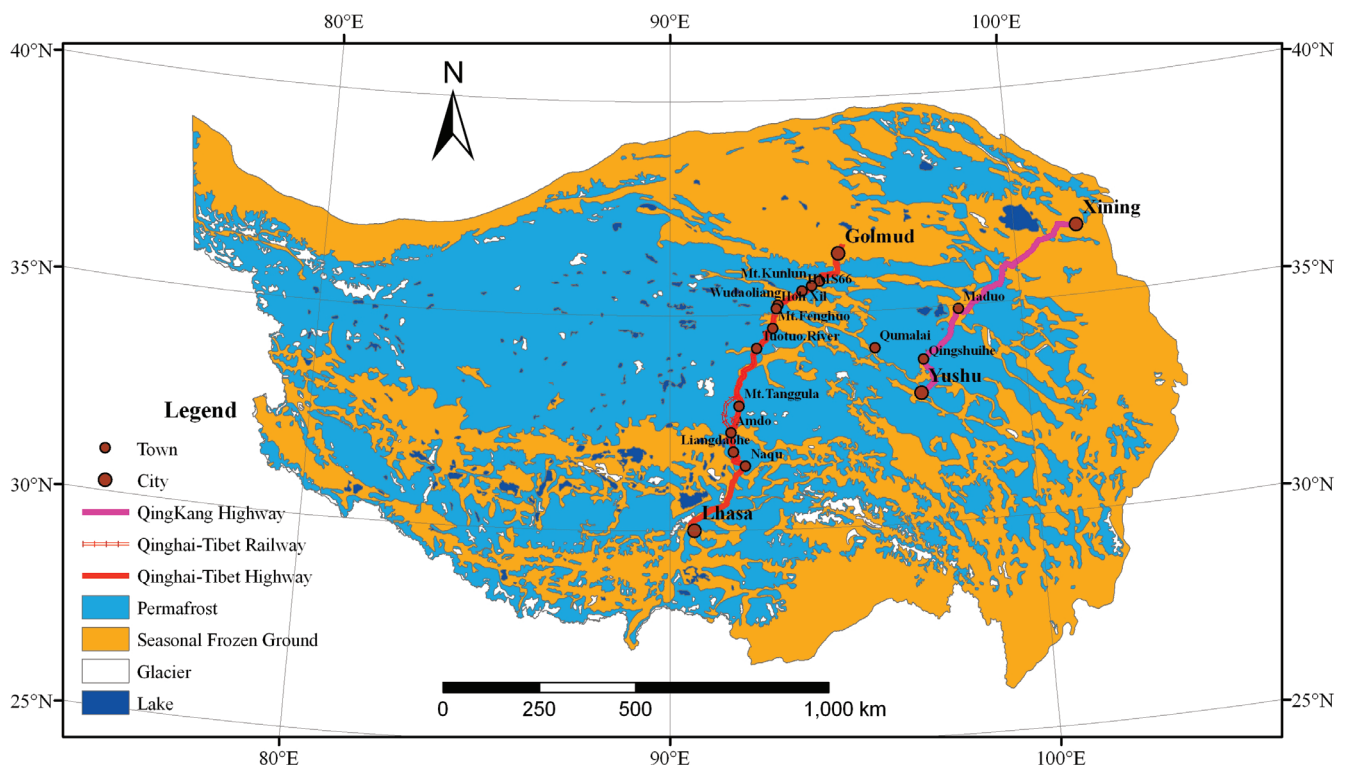 80°E 90°E 100°E
40°N 40°N
N
Xining
Golmud
35°N 35°N
Mt.Kunlun
Wudaoliang Hoh Xil
Maduo
Mt.Fenghuo
Tuotuo River Qumalai
Qingshuihe
Yushu
Mt.Tanggula
Legend
Amdo
Liangdaohe
Town
Naqu
City
30°N 30°N
QingKang Highway
Lhasa
Qinghai-Tibet Railway
Qinghai-Tibet Highway
Permafrost
Seasonal Frozen Ground
Glacier
Lake
25°N 25°N
0 250 500 1,000 km
80°E 90°E 100°E